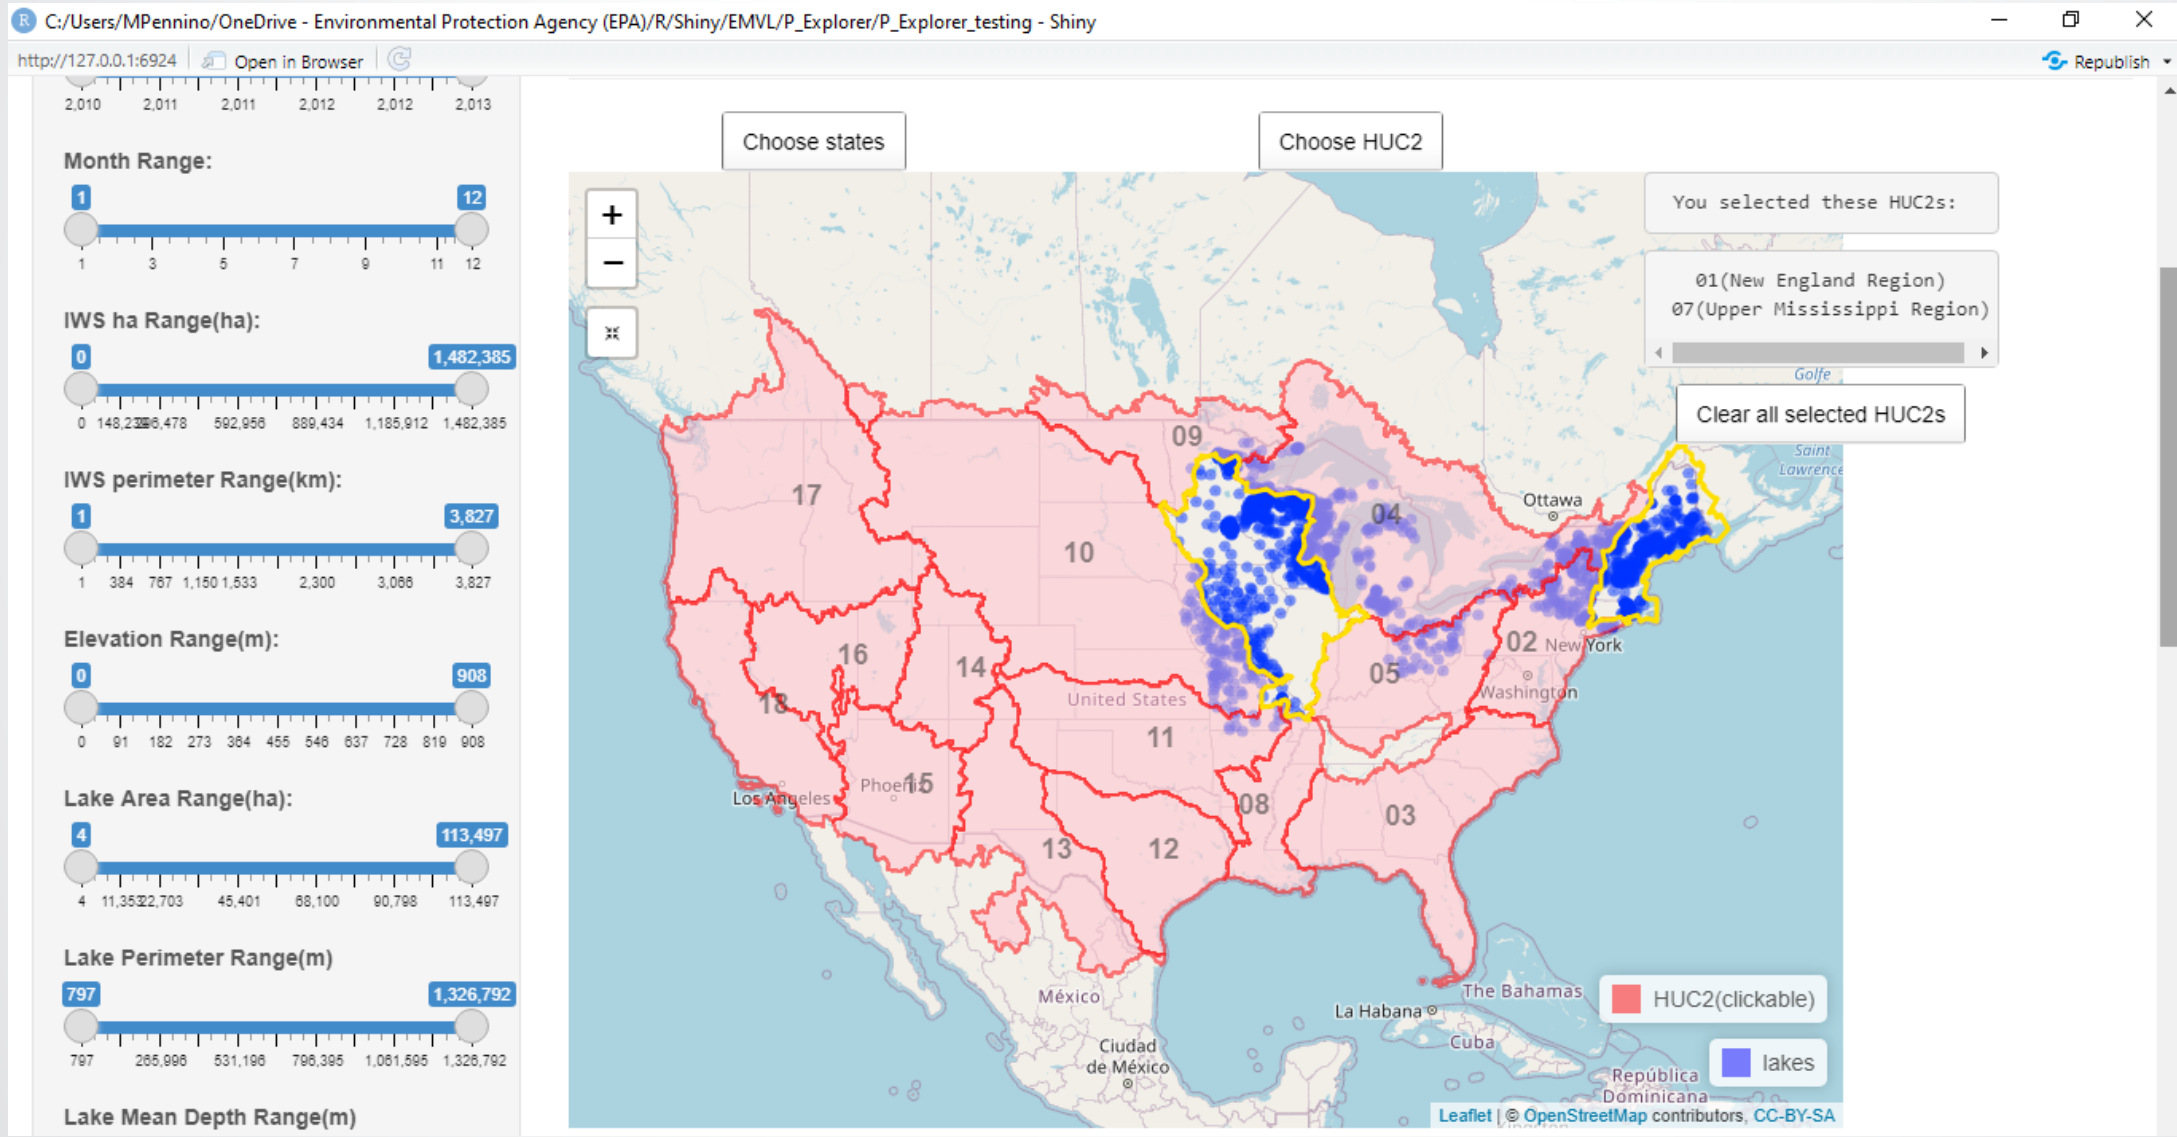 C:/Users/MPennino/OneDrive - Environmental Protection Agency (EPA)/R/Shiny/EMVL/P_Explorer/P_Explorer_testing - Shiny
http://127.0.0.1:6924 Open in Browser Republish
2,010 2,011 2,011 2,012 2,012 2,013
Month Range:
1 12
1 3 5 7 9 11 12
IWS ha Range(ha):
0 1,482,385
0 592,956 889,434 1,185,912 1,482,385
IWS perimeter Range(km):
1 3,827
1 384 767 1,150 1,533 2,300 3,066 3,827
Elevation Range(m):
0 908
0 91 182 273 364 455 546 637 728 819 908
Lake Area Range(ha):
4 113,497
4 22,703 45,401 68,100 90,798 113,497
Lake Perimeter Range(m)
797 1,326,792
797 265,996 531,196 796,395 1,061,595 1,326,792
Lake Mean Depth Range(m)
Choose states
Choose HUC2
+
−
You selected these HUC2s:
01(New England Region)
07(Upper Mississippi Region)
Clear all selected HUC2s
Golfe
Saint
Lawrence
09
17
Ottawa
04
10
16
14
02 New York
05
Washington
18
United States
11
Phoenix
15
Los Angeles
08
03
13
12
México
The Bahamas
La Habana
Cuba
Ciudad
de México
República
Dominicana
HUC2(clickable)
lakes
Leaflet | © OpenStreetMap contributors, CC-BY-SA